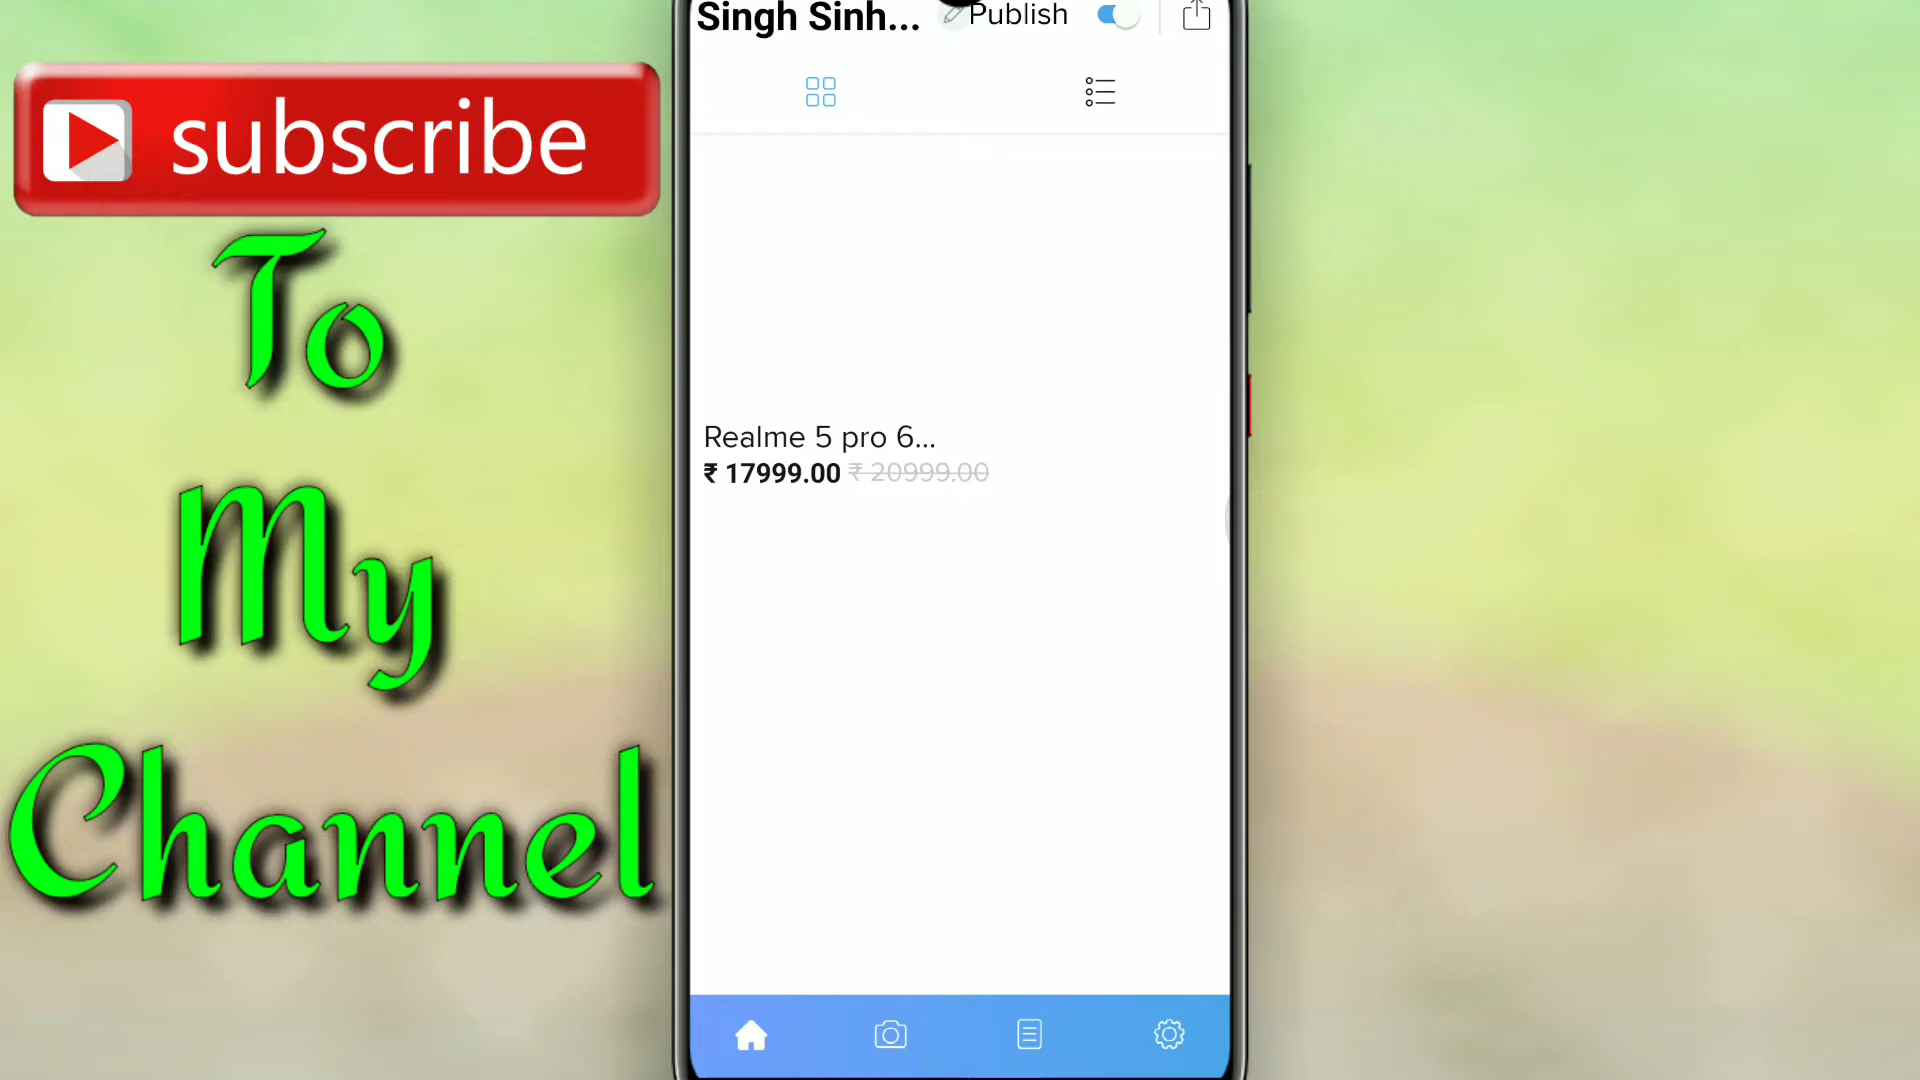 subscribe
To
My
Channel
Singh Sinh... Publish
Realme 5 pro 6...
₹ 17999.00 ₹ 20999.00